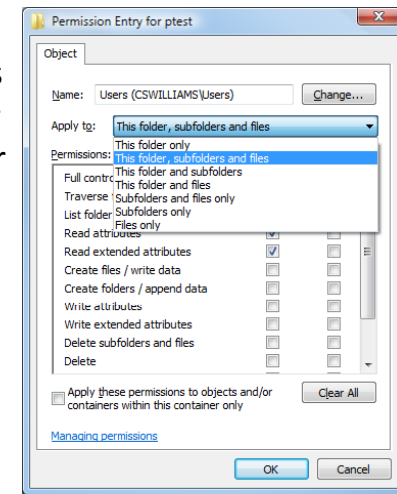 Permission Entry for ptest
Object
Name: Users (CSWILLIAMS\Users) Change...
Apply to: This folder, subfolders and files
This folder only
Permissions: This folder, subfolders and files
Full contro This folder and subfolders
This folder and files
Traverse Subfolders and files only
List folder Subfolders only
Files only
Read attributes
Read extended attributes
Create files / write data
Create folders / append data
Write attributes
Write extended attributes
Delete subfolders and files
Delete
Apply these permissions to objects and/or
containers within this container only
Clear All
Managing permissions
OK Cancel